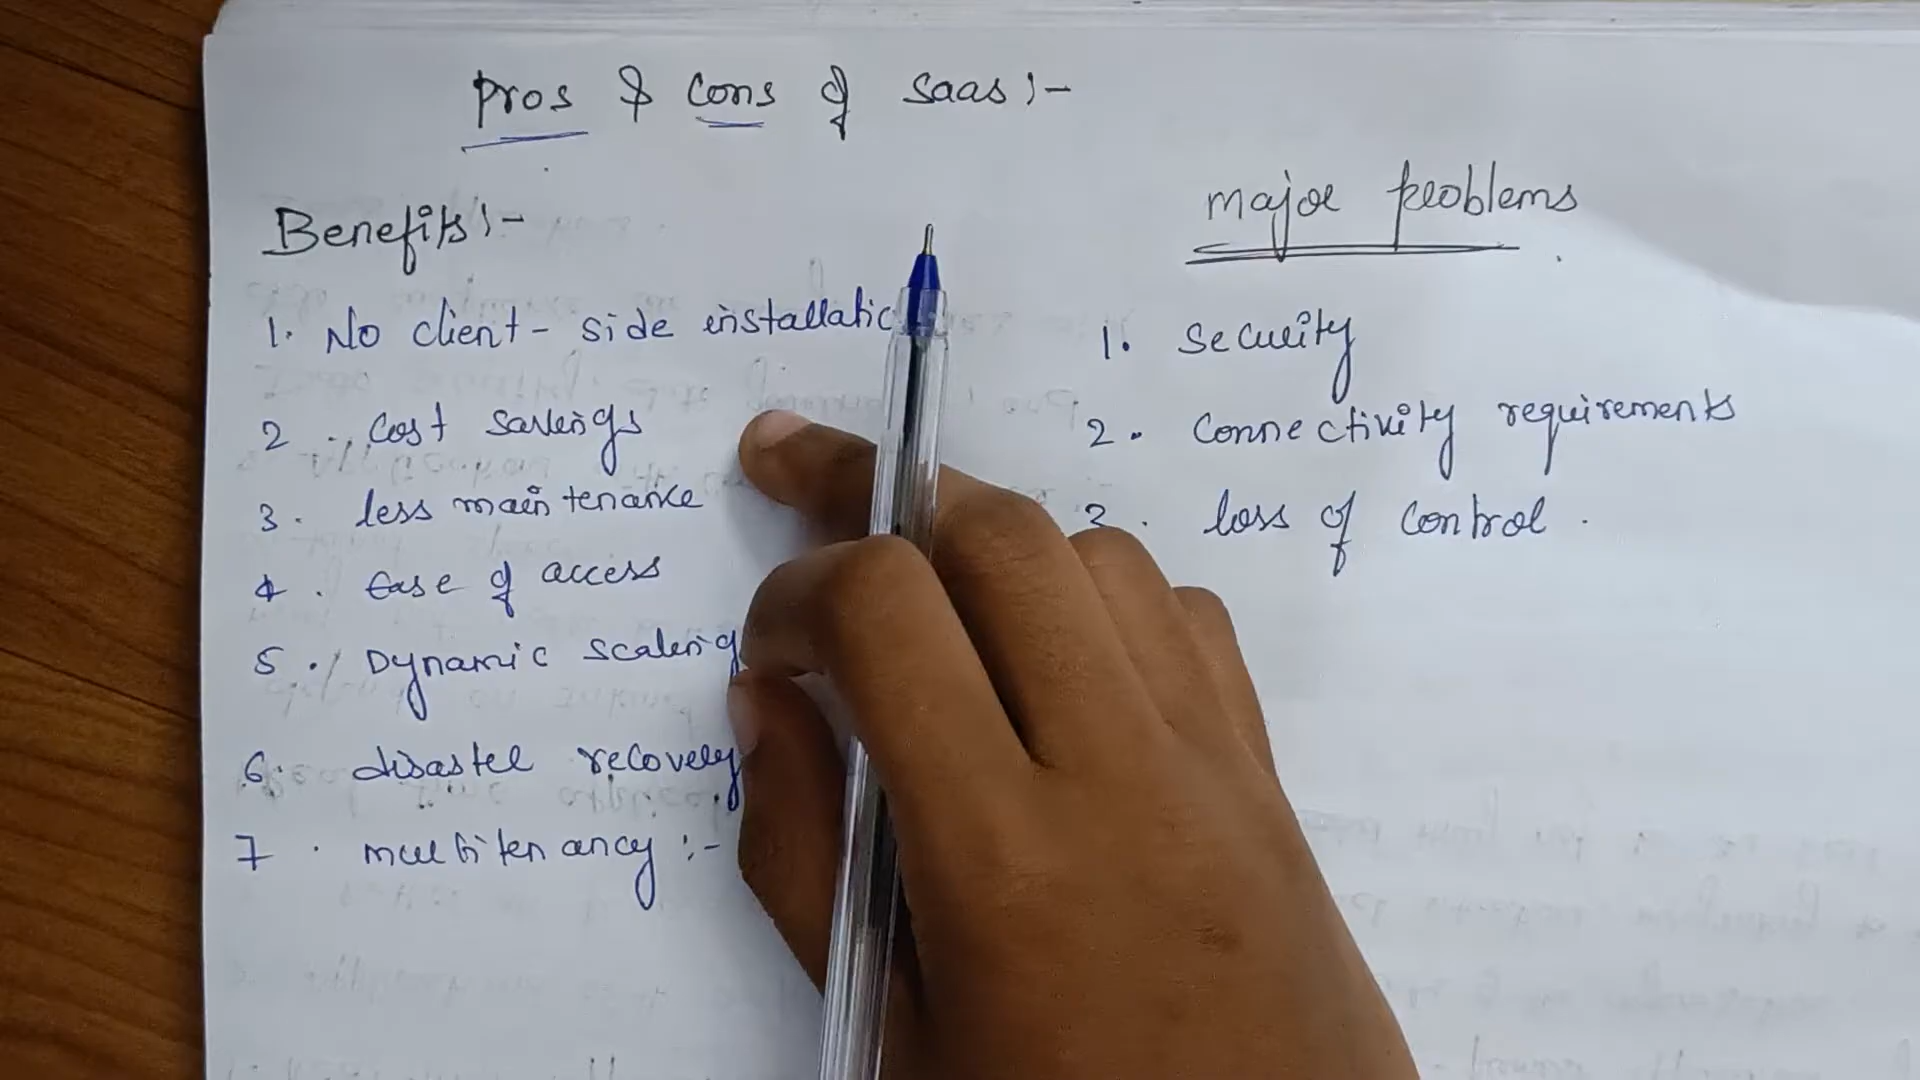 Pros & Cons of Saas :-
Benefits :-
1. No client - side installatio
2. Cost savings
3. less maintenance
4. Ease of access
5. Dynamic scaling
6. disaster recovery
7. multitenancy :-
major problems
1. Security
2. Connectivity requirements
3. loss of control.